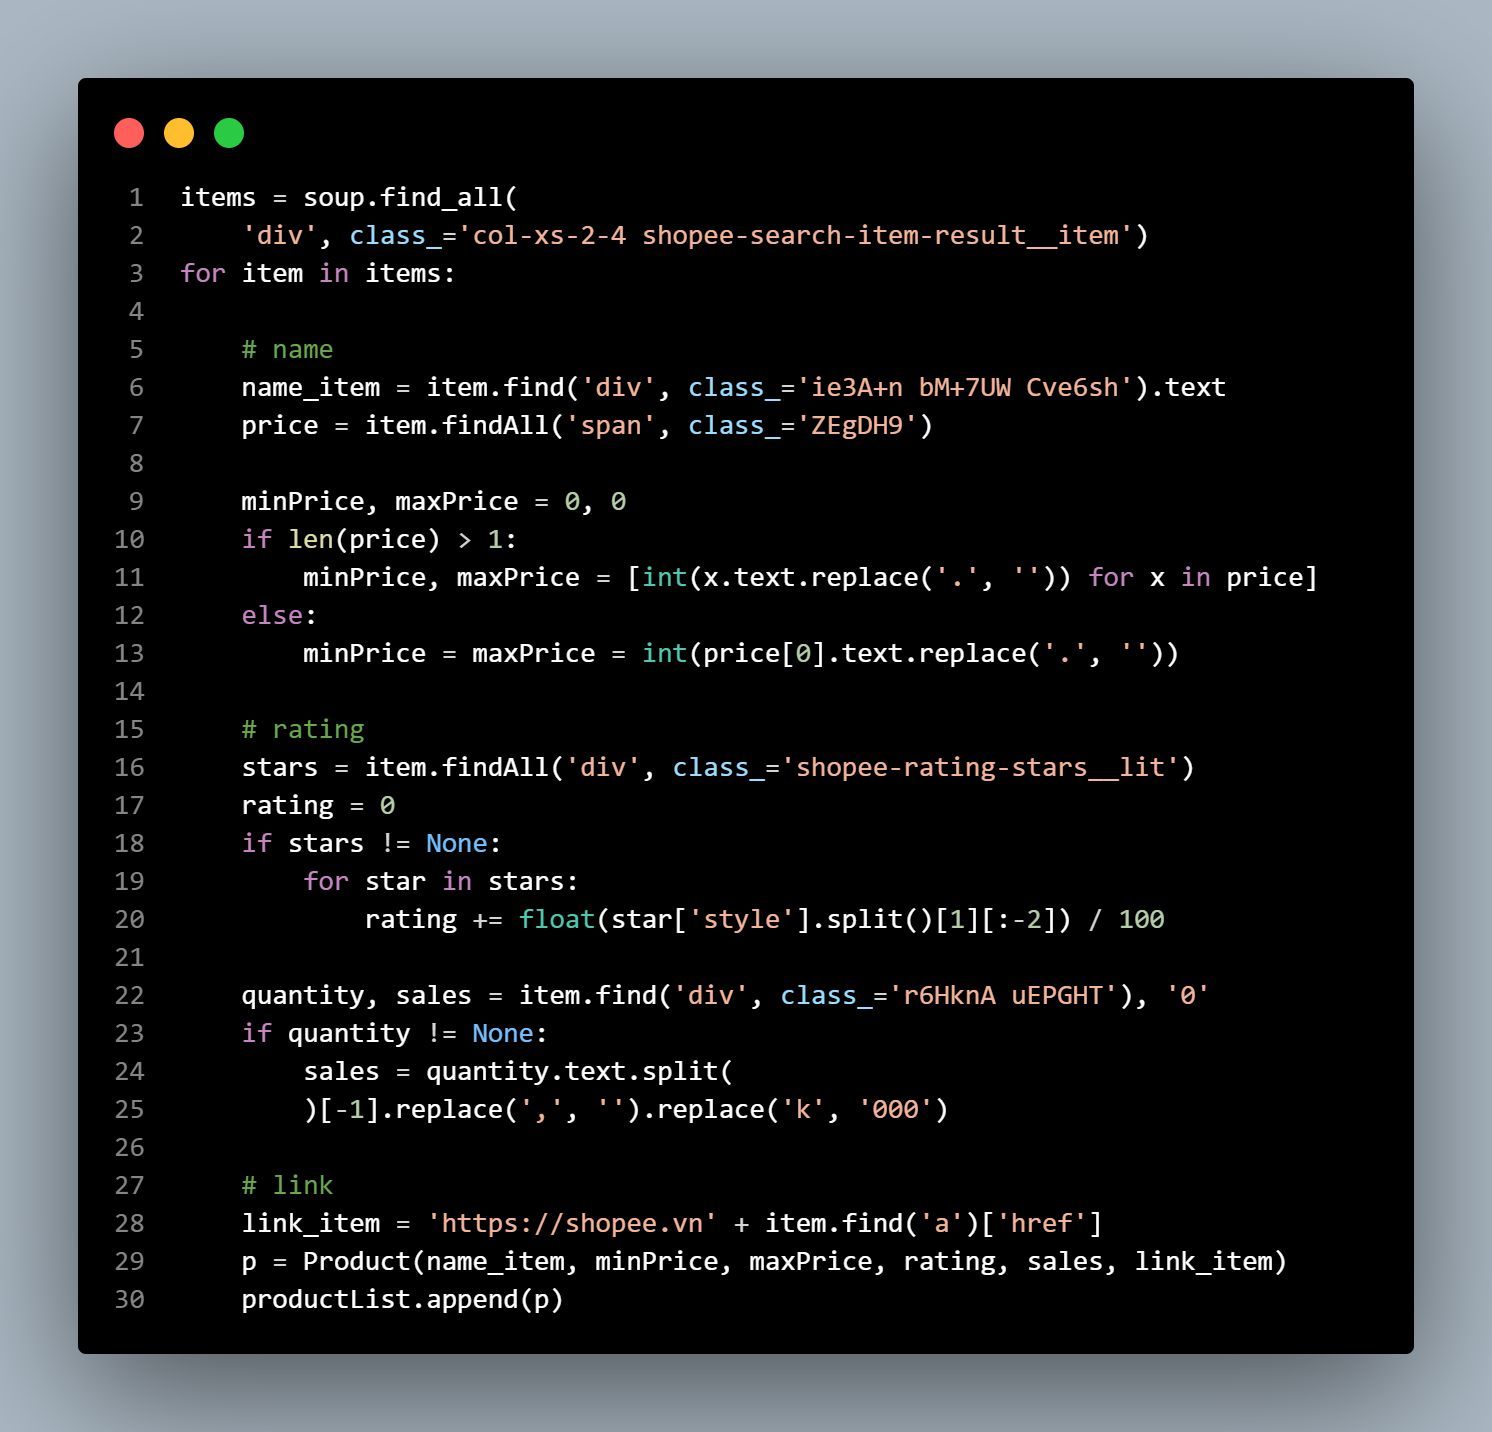 1 items = soup.find_all(
2     'div', class_='col-xs-2-4 shopee-search-item-result__item')
3 for item in items:
4
5     # name
6     name_item = item.find('div', class_='ie3A+n bM+7UW Cve6sh').text
7     price = item.findAll('span', class_='ZEgDH9')
8
9     minPrice, maxPrice = 0, 0
10     if len(price) > 1:
11         minPrice, maxPrice = [int(x.text.replace('.', '')) for x in price]
12     else:
13         minPrice = maxPrice = int(price[0].text.replace('.', ''))
14
15     # rating
16     stars = item.findAll('div', class_='shopee-rating-stars__lit')
17     rating = 0
18     if stars != None:
19         for star in stars:
20             rating += float(star['style'].split()[1][:-2]) / 100
21
22     quantity, sales = item.find('div', class_='r6HknA uEPGHT'), '0'
23     if quantity != None:
24         sales = quantity.text.split(
25         )[-1].replace(',', '').replace('k', '000')
26
27     # link
28     link_item = 'https://shopee.vn' + item.find('a')['href']
29     p = Product(name_item, minPrice, maxPrice, rating, sales, link_item)
30     productList.append(p)